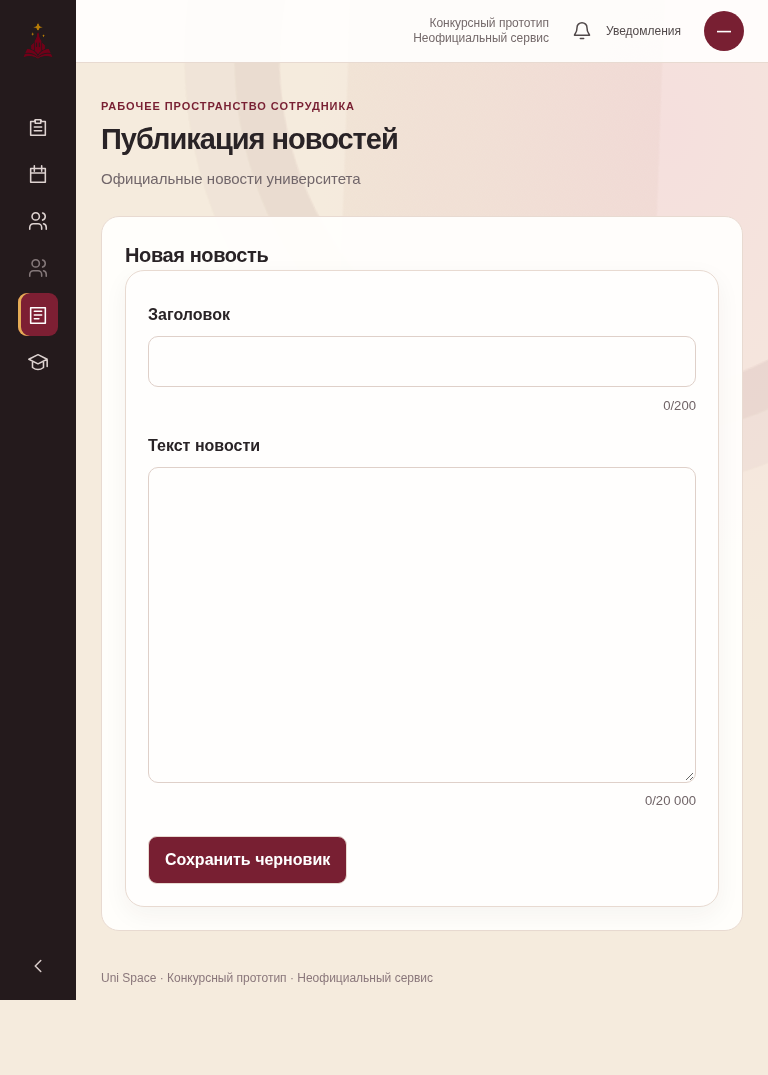 Конкурсный прототип
Неофициальный сервис
Уведомления
РАБОЧЕЕ ПРОСТРАНСТВО СОТРУДНИКА
Публикация новостей
Официальные новости университета
Новая новость
Заголовок
0/200
Текст новости
0/20 000
Сохранить черновик
Uni Space · Конкурсный прототип · Неофициальный сервис